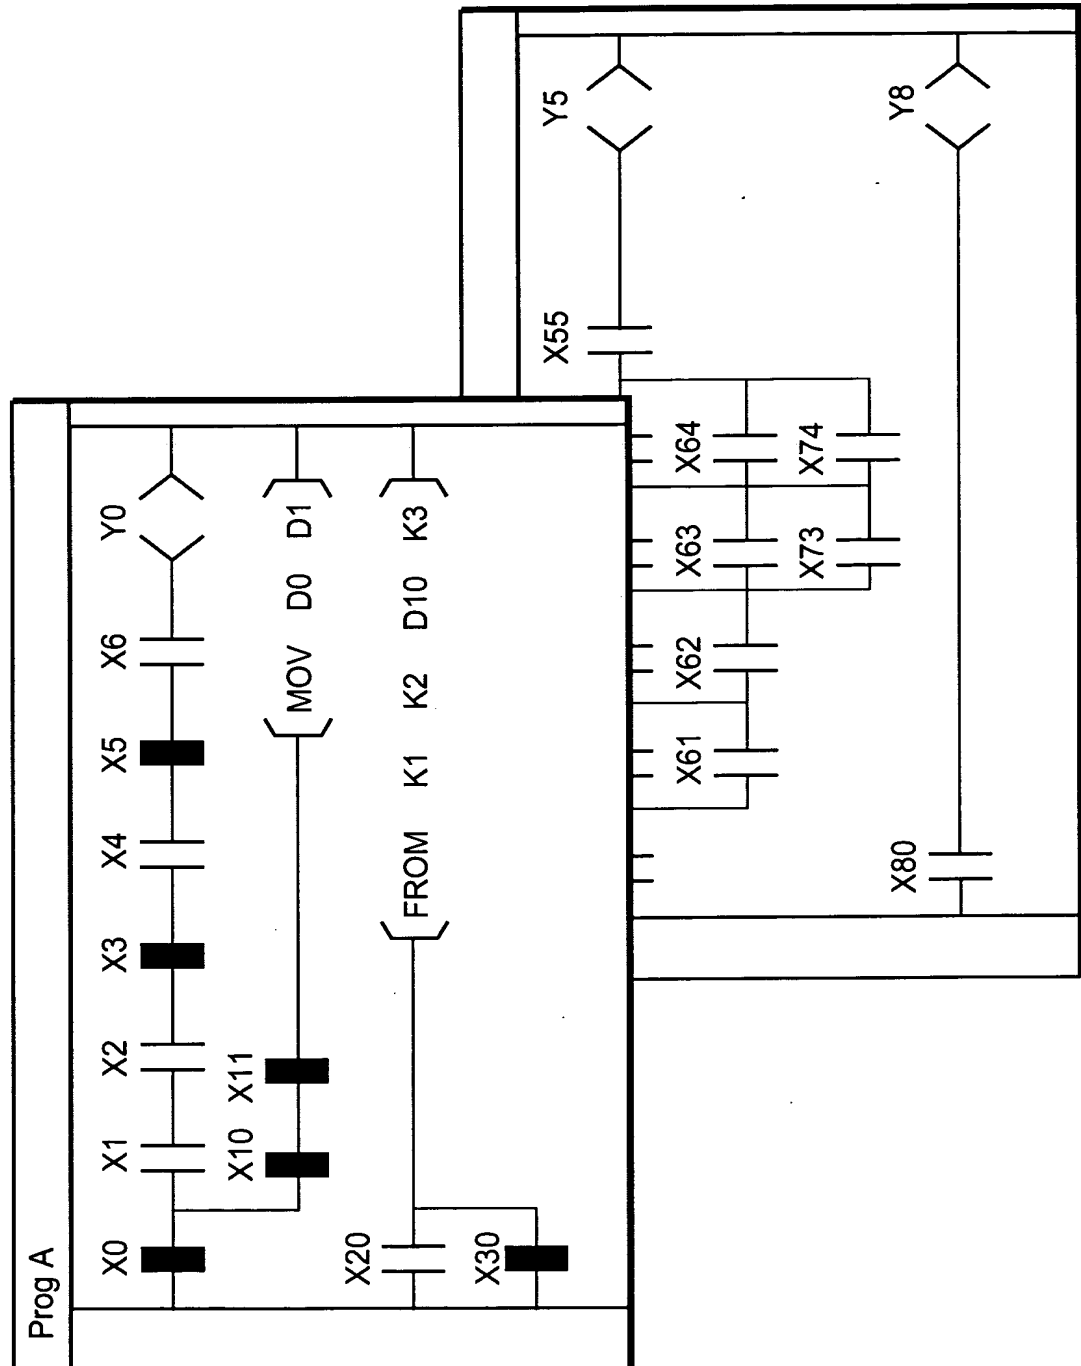 Prog A
X0 X1 X2 X3 X4 X5 X6 Y0
X10 X11 MOV D0 D1
X20 FROM K1 K2 D10 K3
X30
X55 Y5
X61 X62 X63 X64
X73 X74
X80 Y8